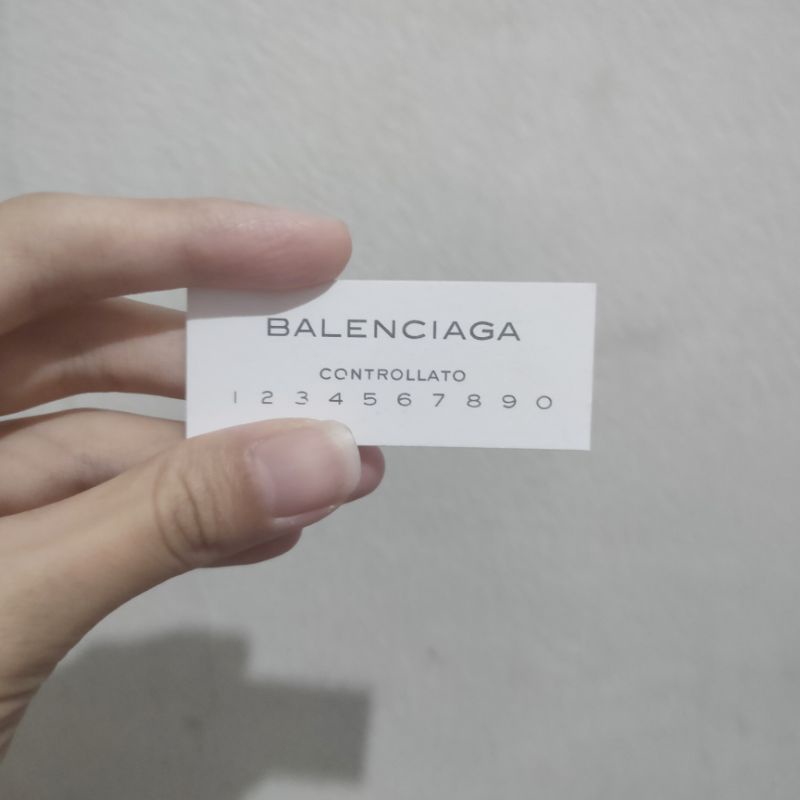 BALENCIAGA
CONTROLLATO
1 2 3 4 5 6 7 8 9 0